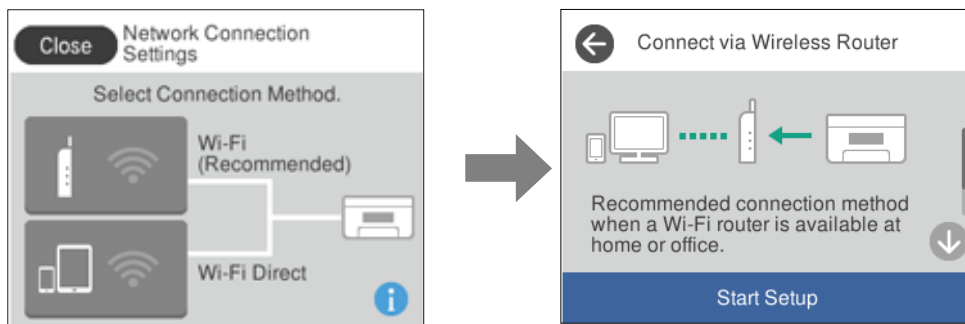 Close
Network Connection
Settings
Select Connection Method.
Wi-Fi
(Recommended)
Wi-Fi Direct
i
Connect via Wireless Router
Recommended connection method
when a Wi-Fi router is available at
home or office.
Start Setup